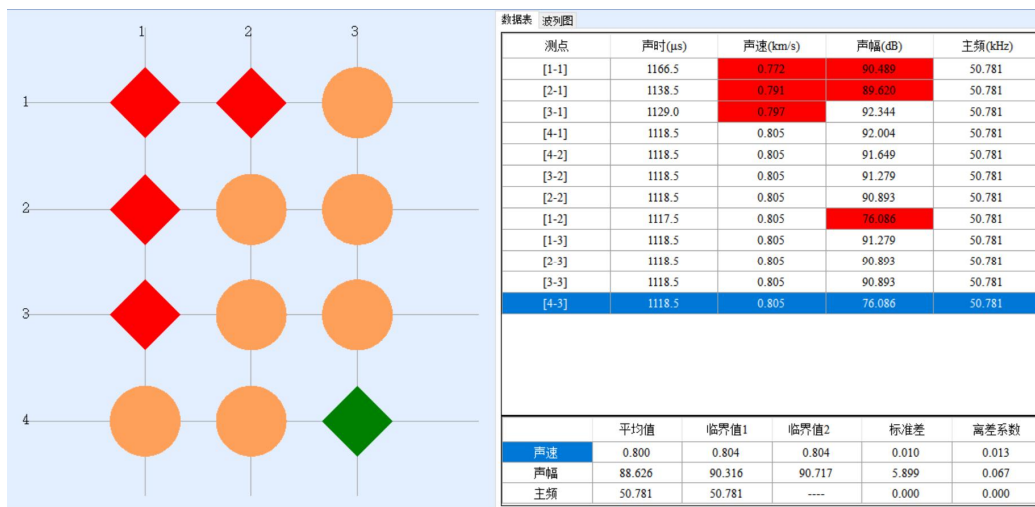 1 2 3
1
2
3
4
数据表 波列图
测点 声时(μs) 声速(km/s) 声幅(dB) 主频(kHz)
[1-1] 1166.5 0.772 90.489 50.781
[2-1] 1138.5 0.791 89.620 50.781
[3-1] 1129.0 0.797 92.344 50.781
[4-1] 1118.5 0.805 92.004 50.781
[4-2] 1118.5 0.805 91.649 50.781
[3-2] 1118.5 0.805 91.279 50.781
[2-2] 1118.5 0.805 90.893 50.781
[1-2] 1117.5 0.805 76.086 50.781
[1-3] 1118.5 0.805 91.279 50.781
[2-3] 1118.5 0.805 90.893 50.781
[3-3] 1118.5 0.805 90.893 50.781
[4-3] 1118.5 0.805 76.086 50.781
平均值 临界值1 临界值2 标准差 离差系数
声速 0.800 0.804 0.804 0.010 0.013
声幅 88.626 90.316 90.717 5.899 0.067
主频 50.781 50.781 ---- 0.000 0.000